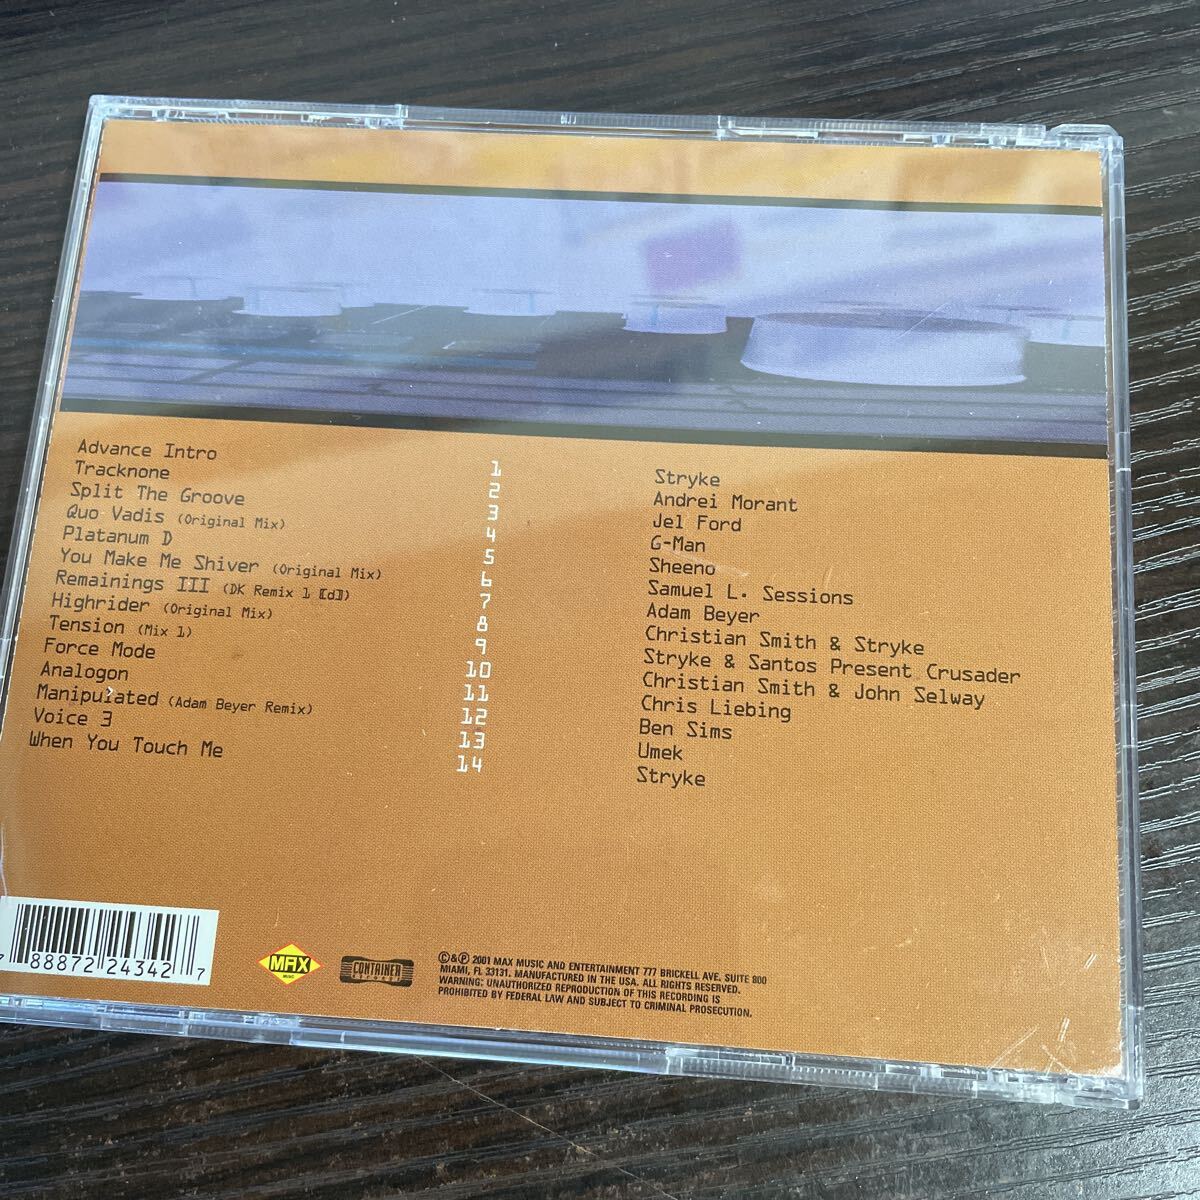 Advance Intro 1 Stryke
Tracknone 2 Andrei Morant
Split The Groove 3 Jel Ford
Quo Vadis (Original Mix) 4 G-Man
Platanum D 5 Sheeno
You Make Me Shiver (Original Mix) 6 Samuel L. Sessions
Remainings III (DK Remix 1 [d]) 7 Adam Beyer
Highrider (Original Mix) 8 Christian Smith & Stryke
Tension (Mix 1) 9 Stryke & Santos Present Crusader
Force Mode 10 Christian Smith & John Selway
Analogon 11 Chris Liebing
Manipulated (Adam Beyer Remix) 12 Ben Sims
Voice 3 13 Umek
When You Touch Me 14 Stryke
7 88872 24342 7
MAX
MUSIC
CONTAINER
RECORDS
©&℗ 2001 MAX MUSIC AND ENTERTAINMENT 777 BRICKELL AVE. SUITE 800
MIAMI, FL 33131. MANUFACTURED IN THE USA. ALL RIGHTS RESERVED.
WARNING: UNAUTHORIZED REPRODUCTION OF THIS RECORDING IS
PROHIBITED BY FEDERAL LAW AND SUBJECT TO CRIMINAL PROSECUTION.